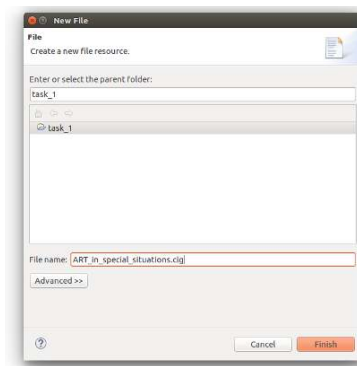 New File
File
Create a new file resource.
Enter or select the parent folder:
task_1
task_1
File name: ART_in_special_situations.cig
Advanced >>
?
Cancel Finish